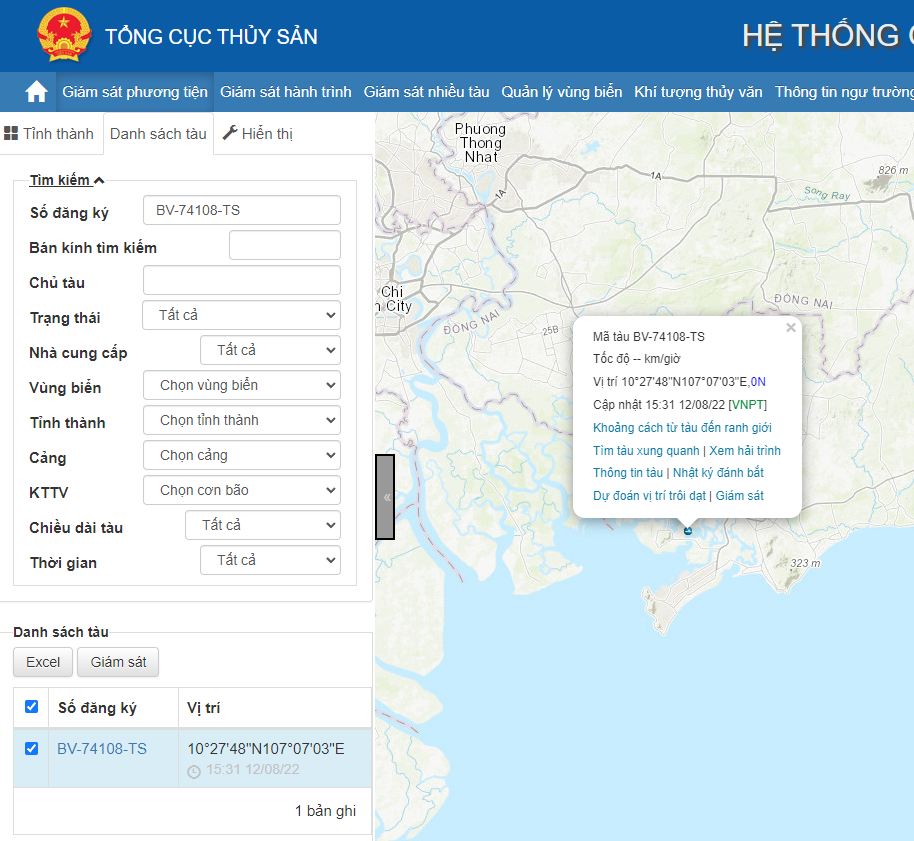 TỔNG CỤC THỦY SẢN
HỆ THỐNG
Giám sát phương tiện Giám sát hành trình Giám sát nhiều tàu Quản lý vùng biển Khí tượng thủy văn Thông tin ngư trường
Tỉnh thành Danh sách tàu Hiển thị
Tìm kiếm
Số đăng ký BV-74108-TS
Bán kính tìm kiếm
Chủ tàu
Trạng thái Tất cả
Nhà cung cấp Tất cả
Vùng biển Chọn vùng biển
Tỉnh thành Chọn tỉnh thành
Cảng Chọn cảng
KTTV Chọn cơn bão
Chiều dài tàu Tất cả
Thời gian Tất cả
Danh sách tàu
Excel Giám sát
Số đăng ký Vị trí
BV-74108-TS 10°27'48"N107°07'03"E
15:31 12/08/22
1 bản ghi
«
Phuong
Thong
Nhat
1A
1A
826 m
Song Ray
Chi
City
ĐỒNG NAI
ĐỒNG NAI
25B
323 m
×
Mã tàu BV-74108-TS
Tốc độ -- km/giờ
Vị trí 10°27'48"N107°07'03"E,0N
Cập nhật 15:31 12/08/22 [VNPT]
Khoảng cách từ tàu đến ranh giới
Tìm tàu xung quanh | Xem hải trình
Thông tin tàu | Nhật ký đánh bắt
Dự đoán vị trí trôi dạt | Giám sát